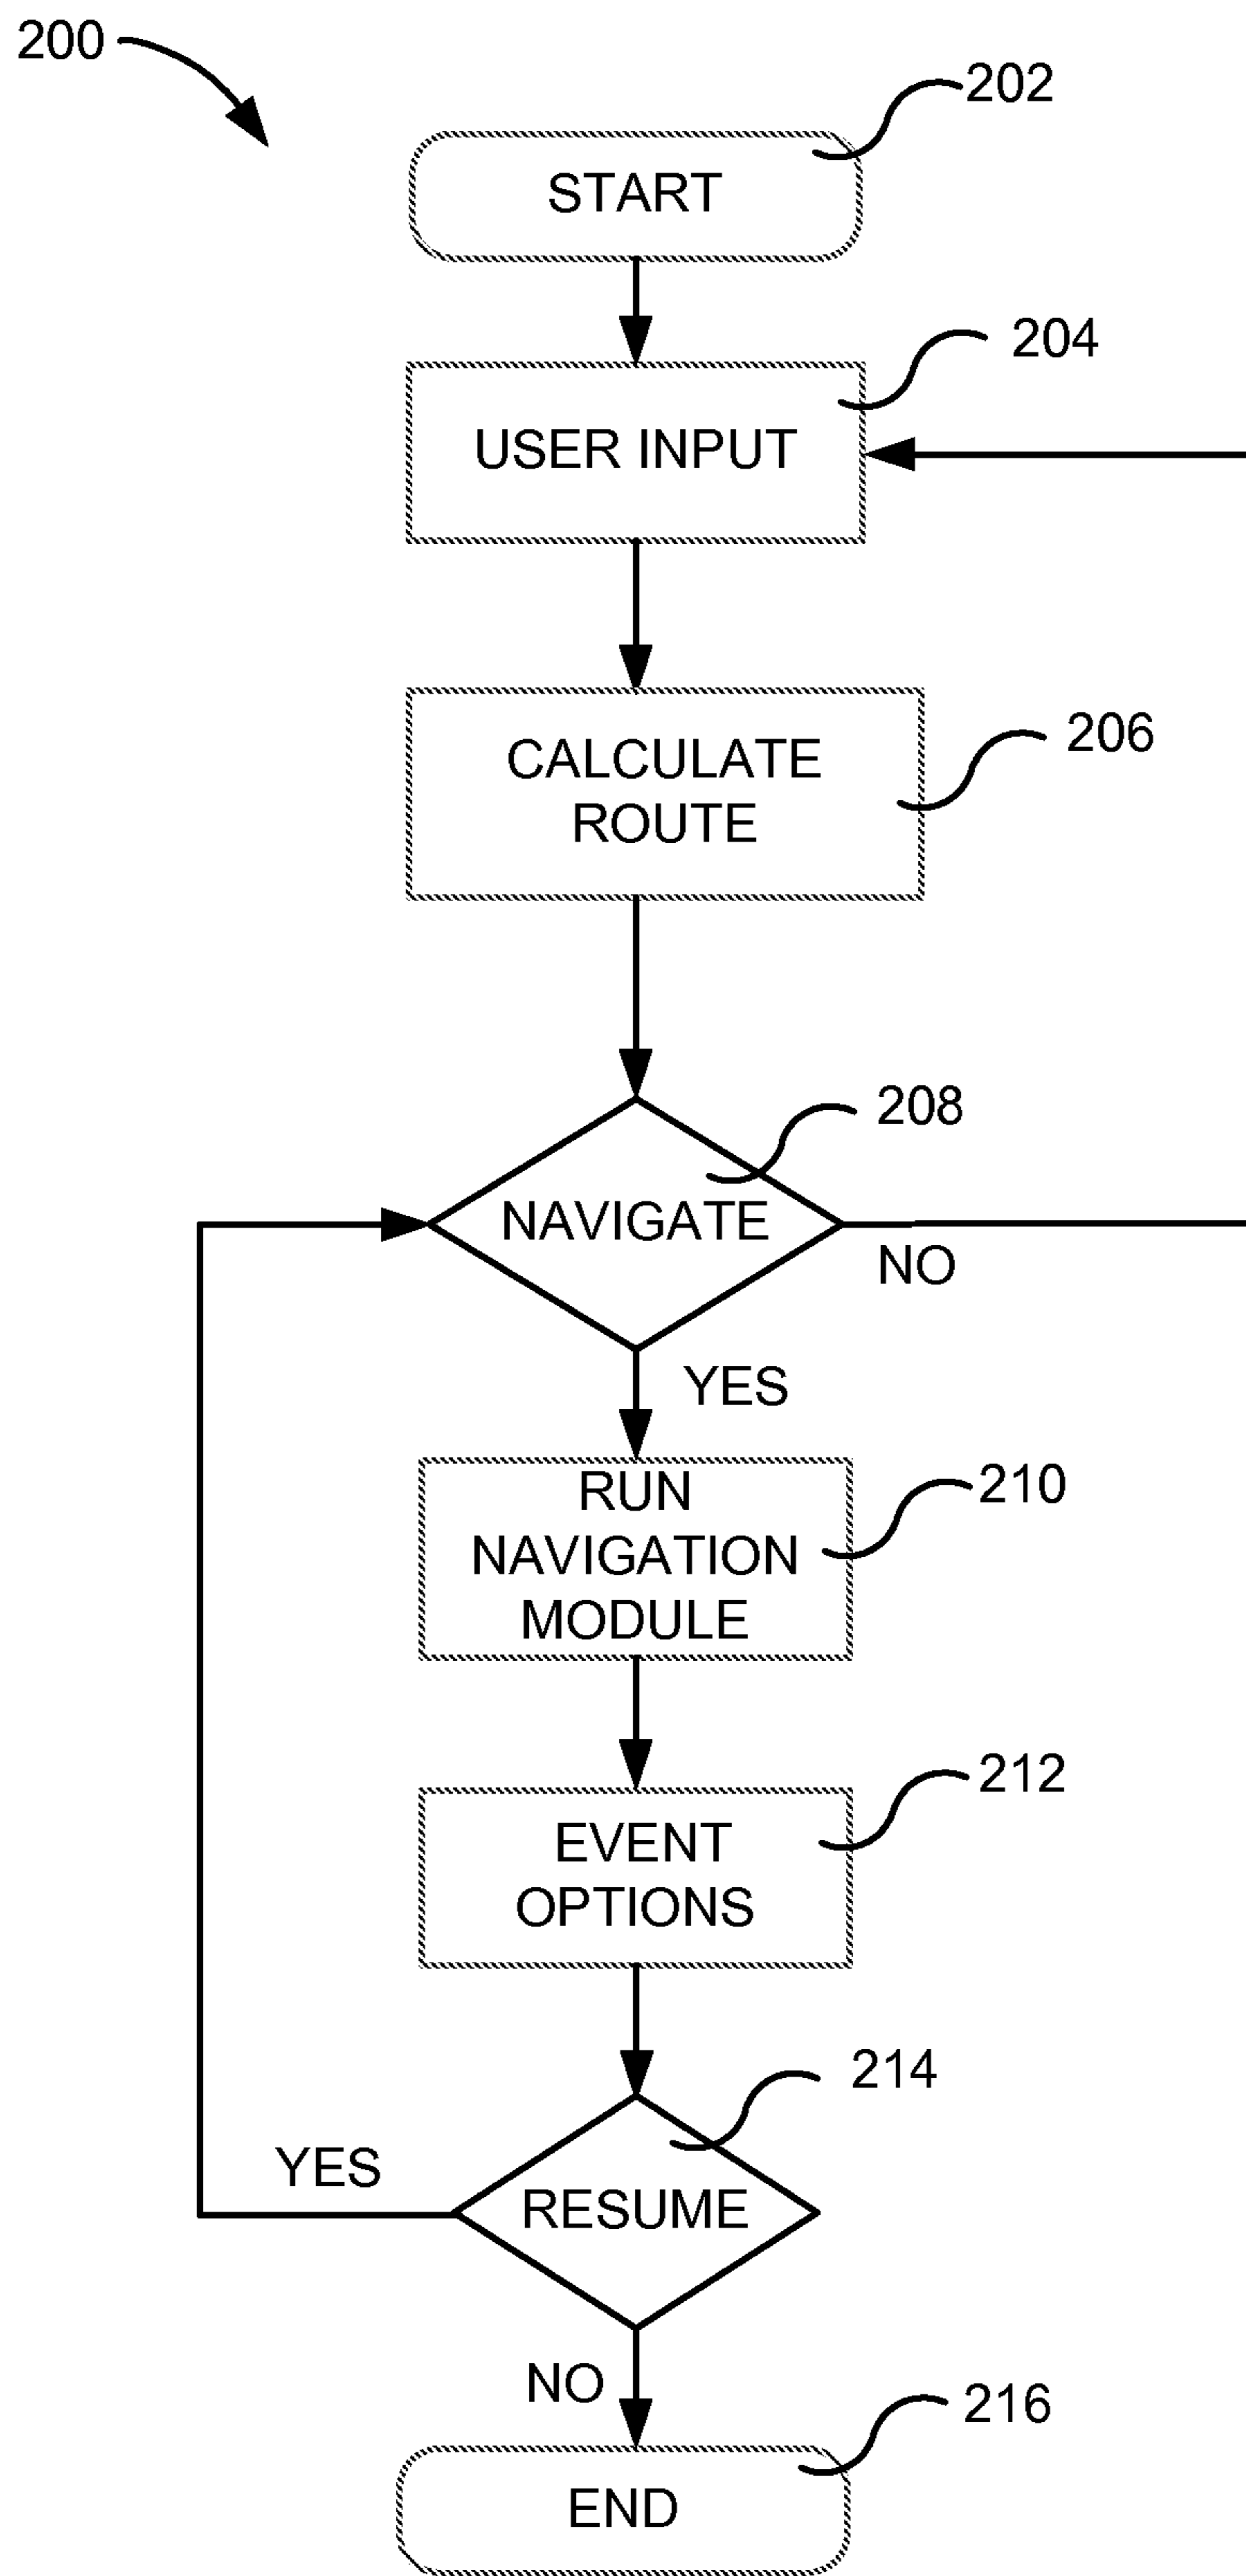 200
202
START
204
USER INPUT
206
CALCULATE
ROUTE
208
NAVIGATE
NO
YES
210
RUN
NAVIGATION
MODULE
212
EVENT
OPTIONS
214
YES
RESUME
NO
216
END